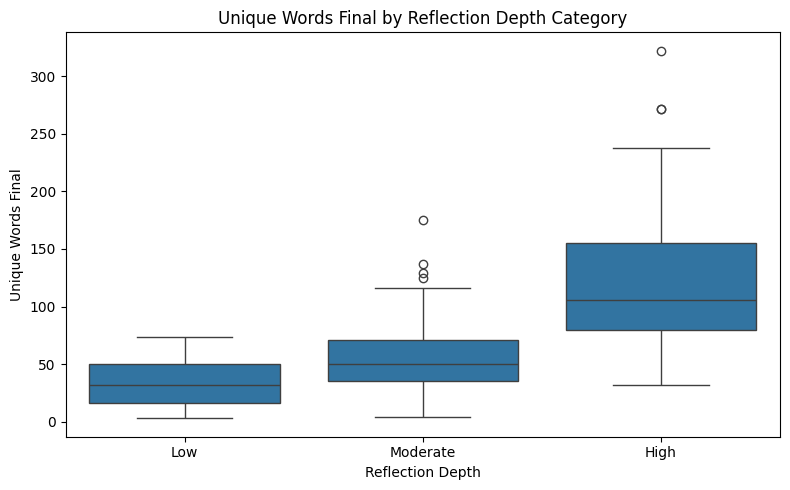 Unique Words Final by Reflection Depth Category
Unique Words Final
300
250
200
150
100
50
0
Low
Moderate
High
Reflection Depth